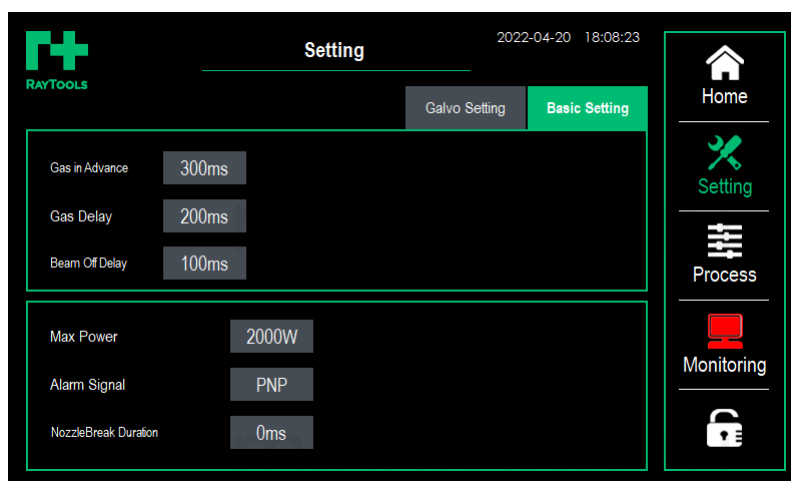 RAYTOOLS
Setting
2022-04-20 18:08:23
Galvo Setting
Basic Setting
Gas in Advance 300ms
Gas Delay 200ms
Beam Off Delay 100ms
Max Power 2000W
Alarm Signal PNP
NozzleBreak Duration 0ms
Home
Setting
Process
Monitoring